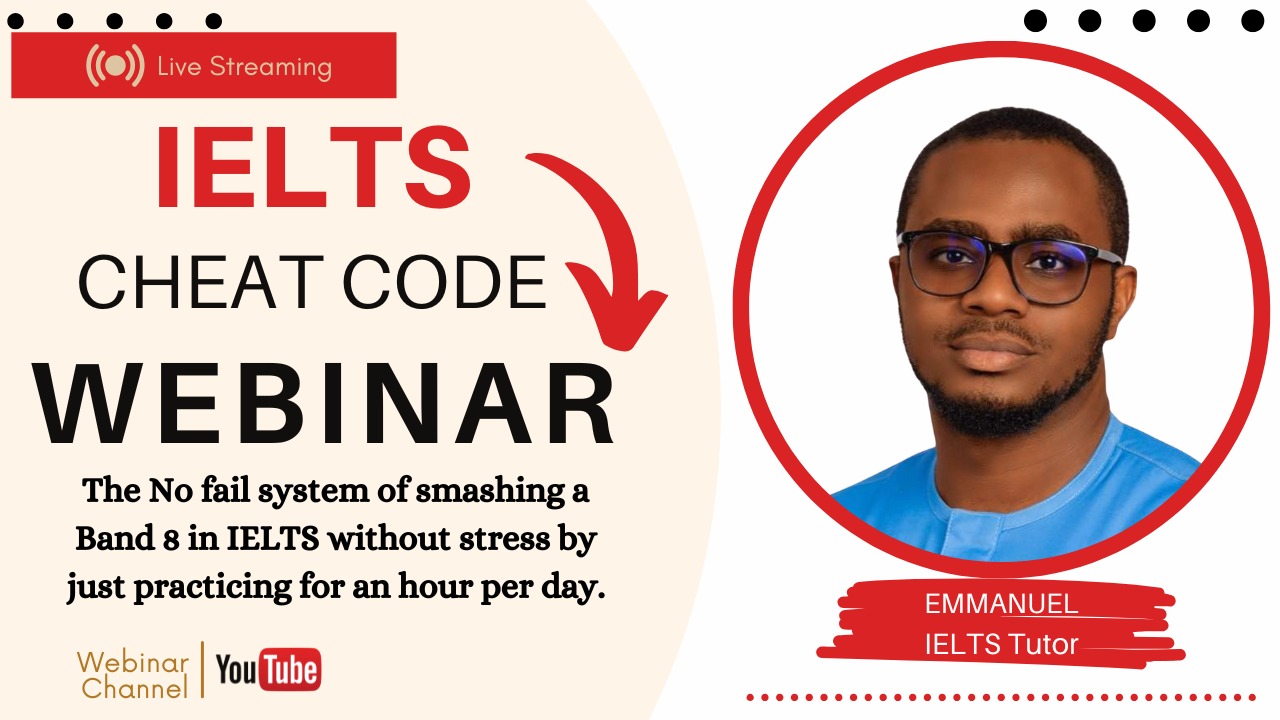 Live Streaming
IELTS
CHEAT CODE
WEBINAR
The No fail system of smashing a
Band 8 in IELTS without stress by
just practicing for an hour per day.
Webinar
Channel
YouTube
EMMANUEL
IELTS Tutor